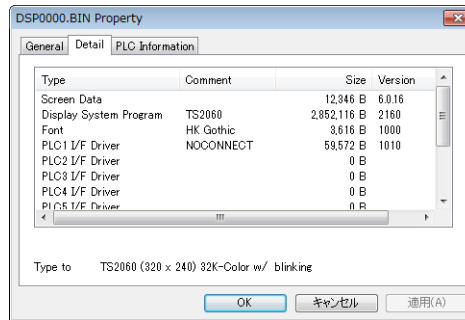 DSP0000.BIN Property
General Detail PLC Information
Type Comment Size Version
Screen Data 12,346 B 6.0.16
Display System Program TS2060 2,852,116 B 2160
Font HK Gothic 3,616 B 1000
PLC1 I/F Driver NOCONNECT 59,572 B 1010
PLC2 I/F Driver 0 B
PLC3 I/F Driver 0 B
PLC4 I/F Driver 0 B
PLC5 I/F Driver 0 B
Type to TS2060 (320 x 240) 32K-Color w/ blinking
OK キャンセル 適用(A)